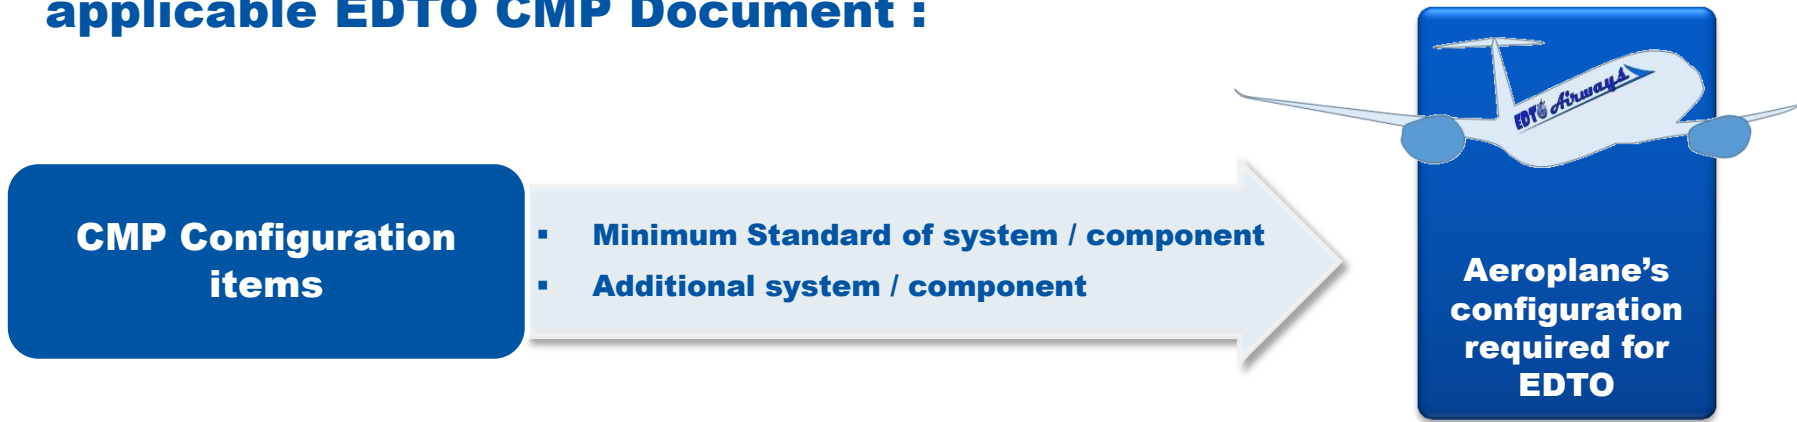 applicable EDTO CMP Document :
EDTO Airways
CMP Configuration
items
▪ Minimum Standard of system / component
▪ Additional system / component
Aeroplane’s
configuration
required for
EDTO